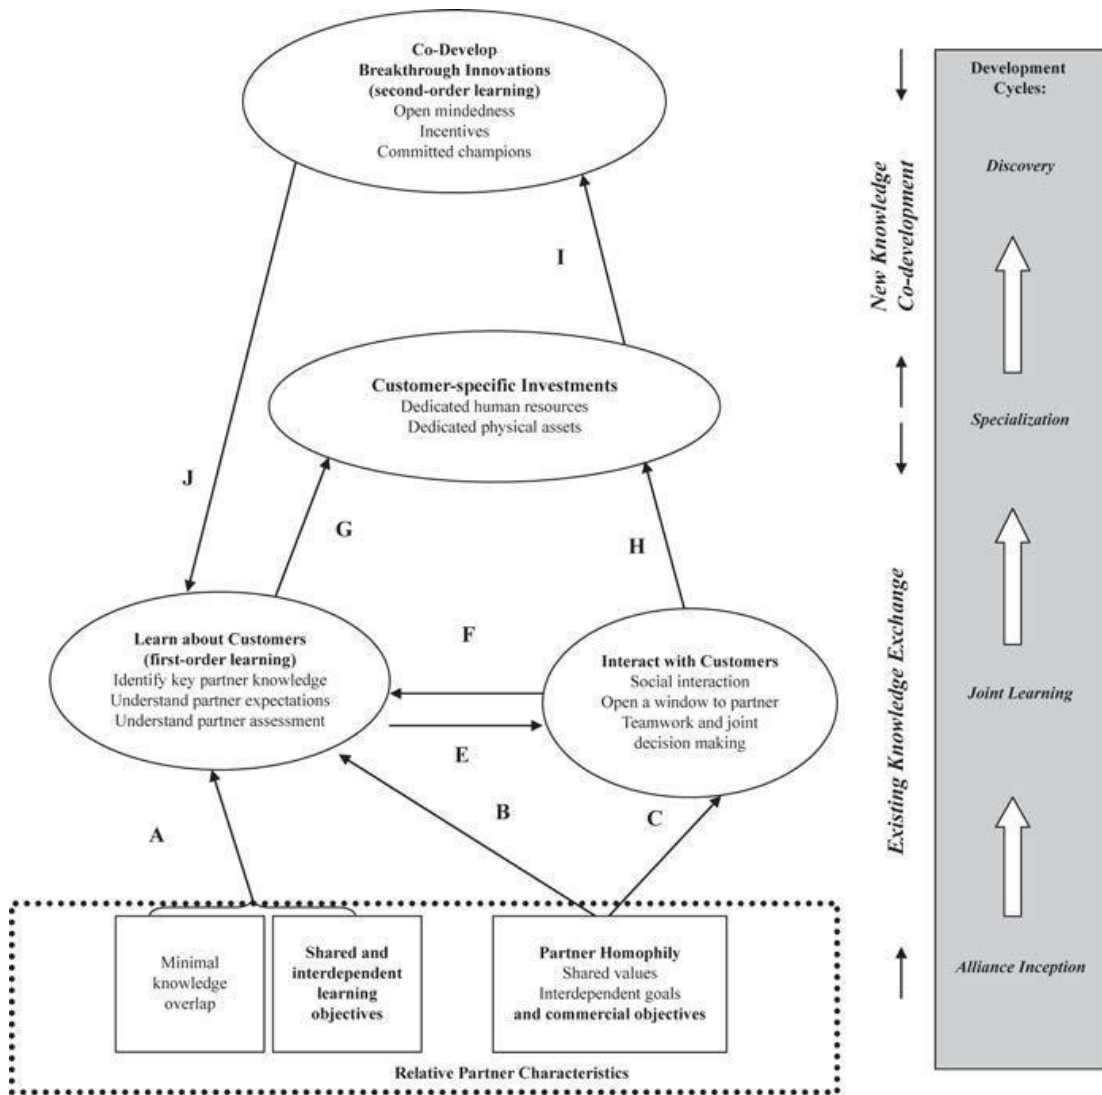 Co-Develop
Breakthrough Innovations
(second-order learning)
Open mindedness
Incentives
Committed champions
I
Customer-specific Investments
Dedicated human resources
Dedicated physical assets
J
G
H
Learn about Customers
(first-order learning)
Identify key partner knowledge
Understand partner expectations
Understand partner assessment
F
E
Interact with Customers
Social interaction
Open a window to partner
Teamwork and joint
decision making
A
B
C
Minimal
knowledge
overlap
Shared and
interdependent
learning
objectives
Partner Homophily
Shared values
Interdependent goals
and commercial objectives
Relative Partner Characteristics
New Knowledge
Co-development
Existing Knowledge Exchange
Development
Cycles:
Discovery
Specialization
Joint Learning
Alliance Inception